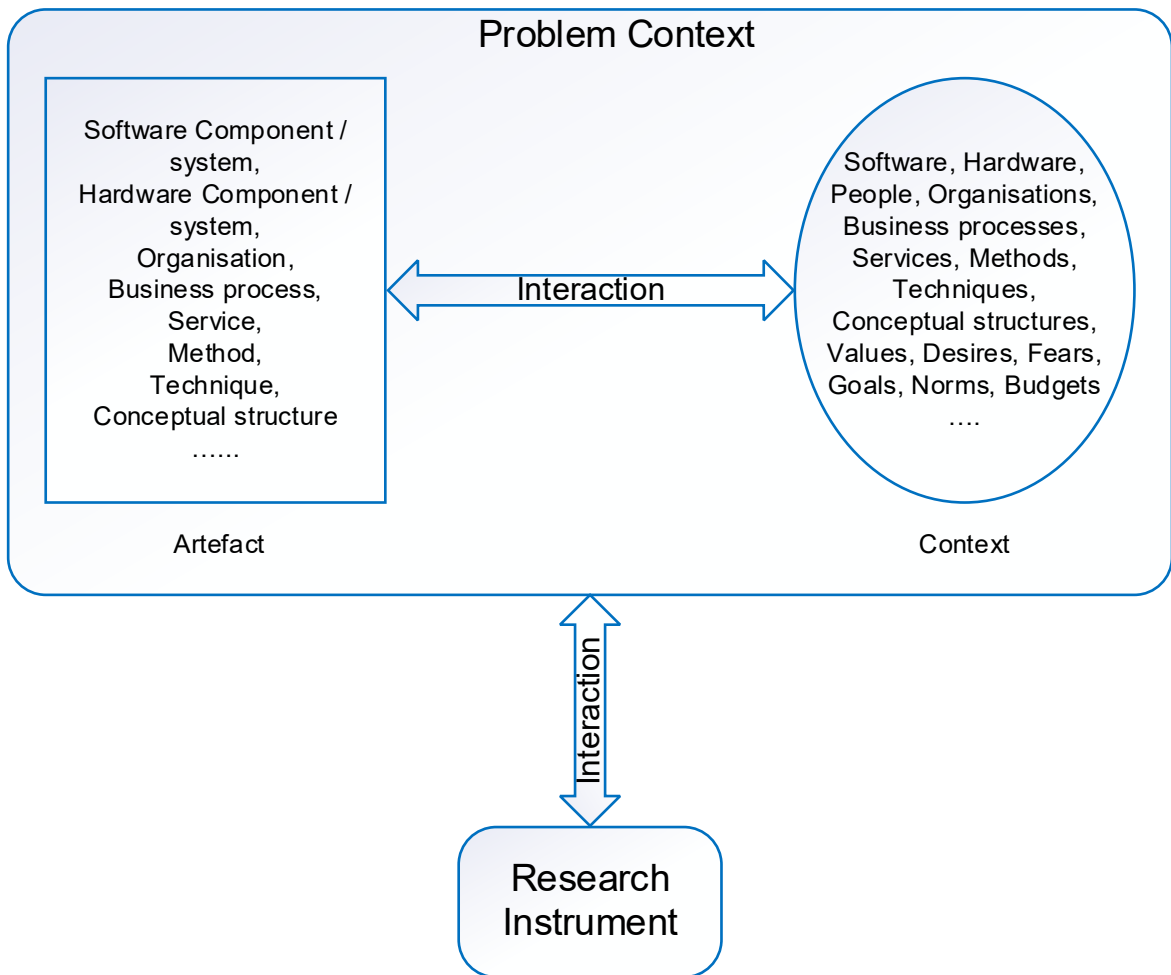 Problem Context
Software Component /
system,
Hardware Component /
system,
Organisation,
Business process,
Service,
Method,
Technique,
Conceptual structure
……
Artefact
Interaction
Software, Hardware,
People, Organisations,
Business processes,
Services, Methods,
Techniques,
Conceptual structures,
Values, Desires, Fears,
Goals, Norms, Budgets
….
Context
Interaction
Research
Instrument